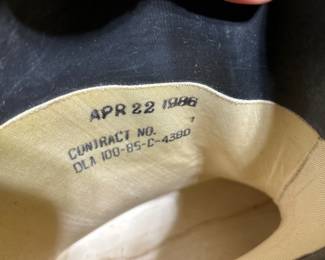 APR 22 1986
CONTRACT NO.
DLA 100-85-C-4380